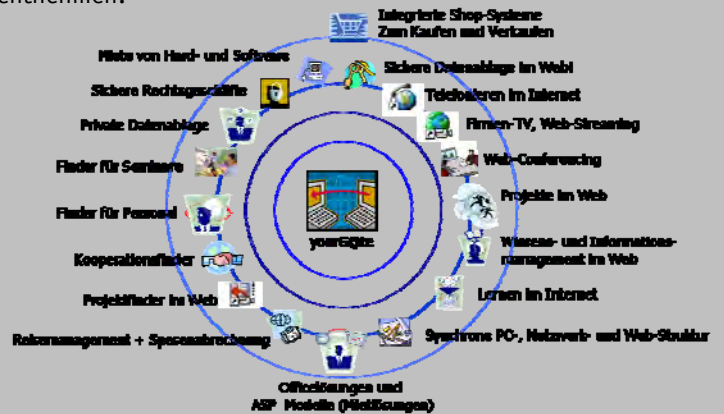 Integrierte Shop-Systeme
Zum Kaufen und Verkaufen
Miete von Hard- und Software
Sichere Datenablage im Web!
Sichere Rechtsgeschäfte
Telefonieren im Internet
Private Datenablage
Firmen-TV, Web-Streaming
Finder für Seminare
Web-Conferencing
Finder für Personal
Projekte im Web
yourG@te
Kooperationsfinder
Wissens- und Informations-
management im Web
Projektfinder im Web
Lernen im Internet
Reisemanagement + Spesenabrechnung
Synchrone PC-, Netzwerk- und Web-Struktur
Officelösungen und
ASP Modelle (Mietlösungen)